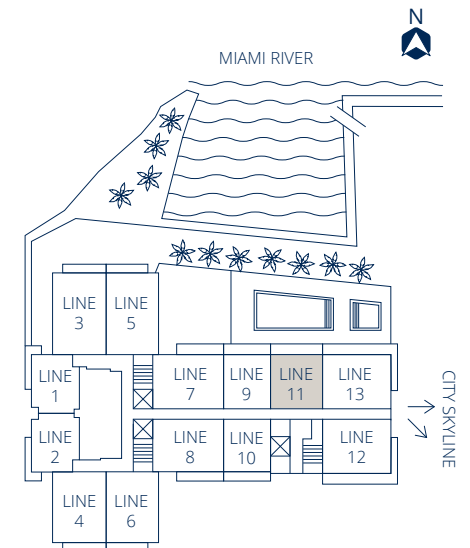 N
MIAMI RIVER
LINE
3
LINE
5
LINE
1
LINE
7
LINE
9
LINE
11
LINE
13
CITY SKYLINE
LINE
2
LINE
8
LINE
10
LINE
12
LINE
4
LINE
6